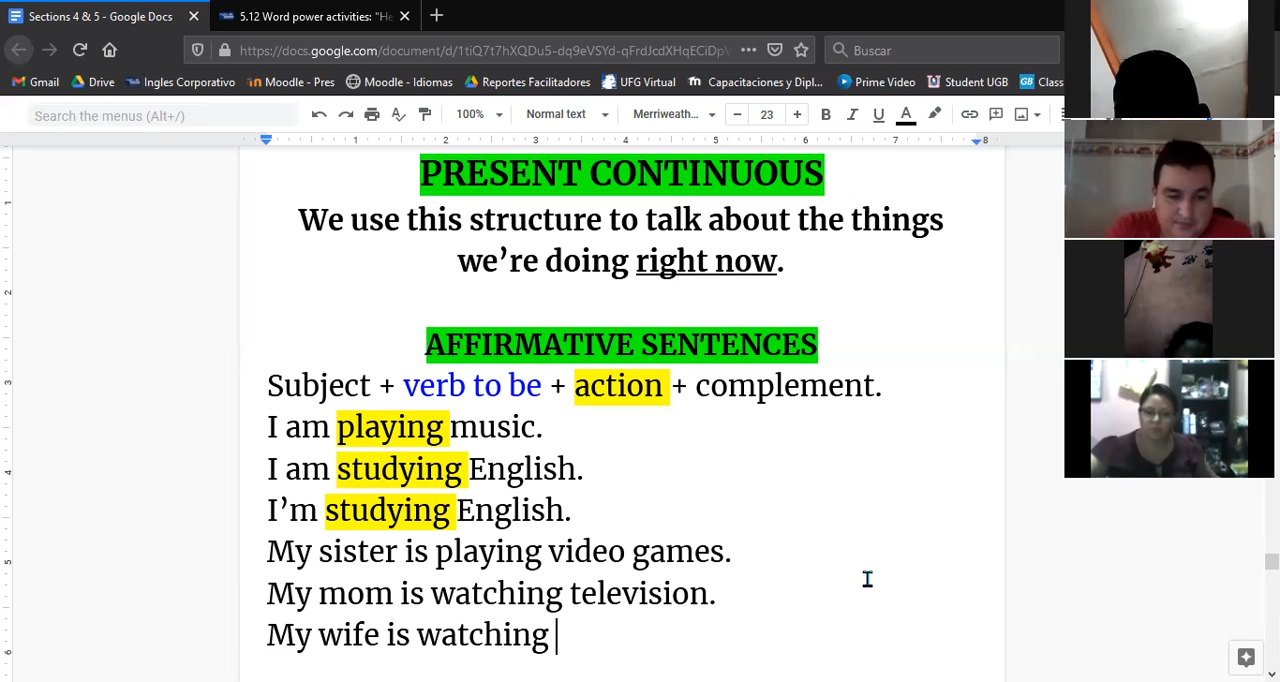 Sections 4 & 5 - Google Docs
5.12 Word power activities: "He
https://docs.google.com/document/d/1tiQ7t7hXQDu5-dq9eVSYd-qFrdJcdXHqECiDpV
Buscar
Gmail Drive Ingles Corporativo Moodle - Pres Moodle - Idiomas Reportes Facilitadores UFG Virtual Capacitaciones y Dipl... Prime Video Student UGB Class
Search the menus (Alt+/) 100% Normal text Merriweath... 23
PRESENT CONTINUOUS
We use this structure to talk about the things
we’re doing right now.
AFFIRMATIVE SENTENCES
Subject + verb to be + action + complement.
I am playing music.
I am studying English.
I’m studying English.
My sister is playing video games.
My mom is watching television.
My wife is watching